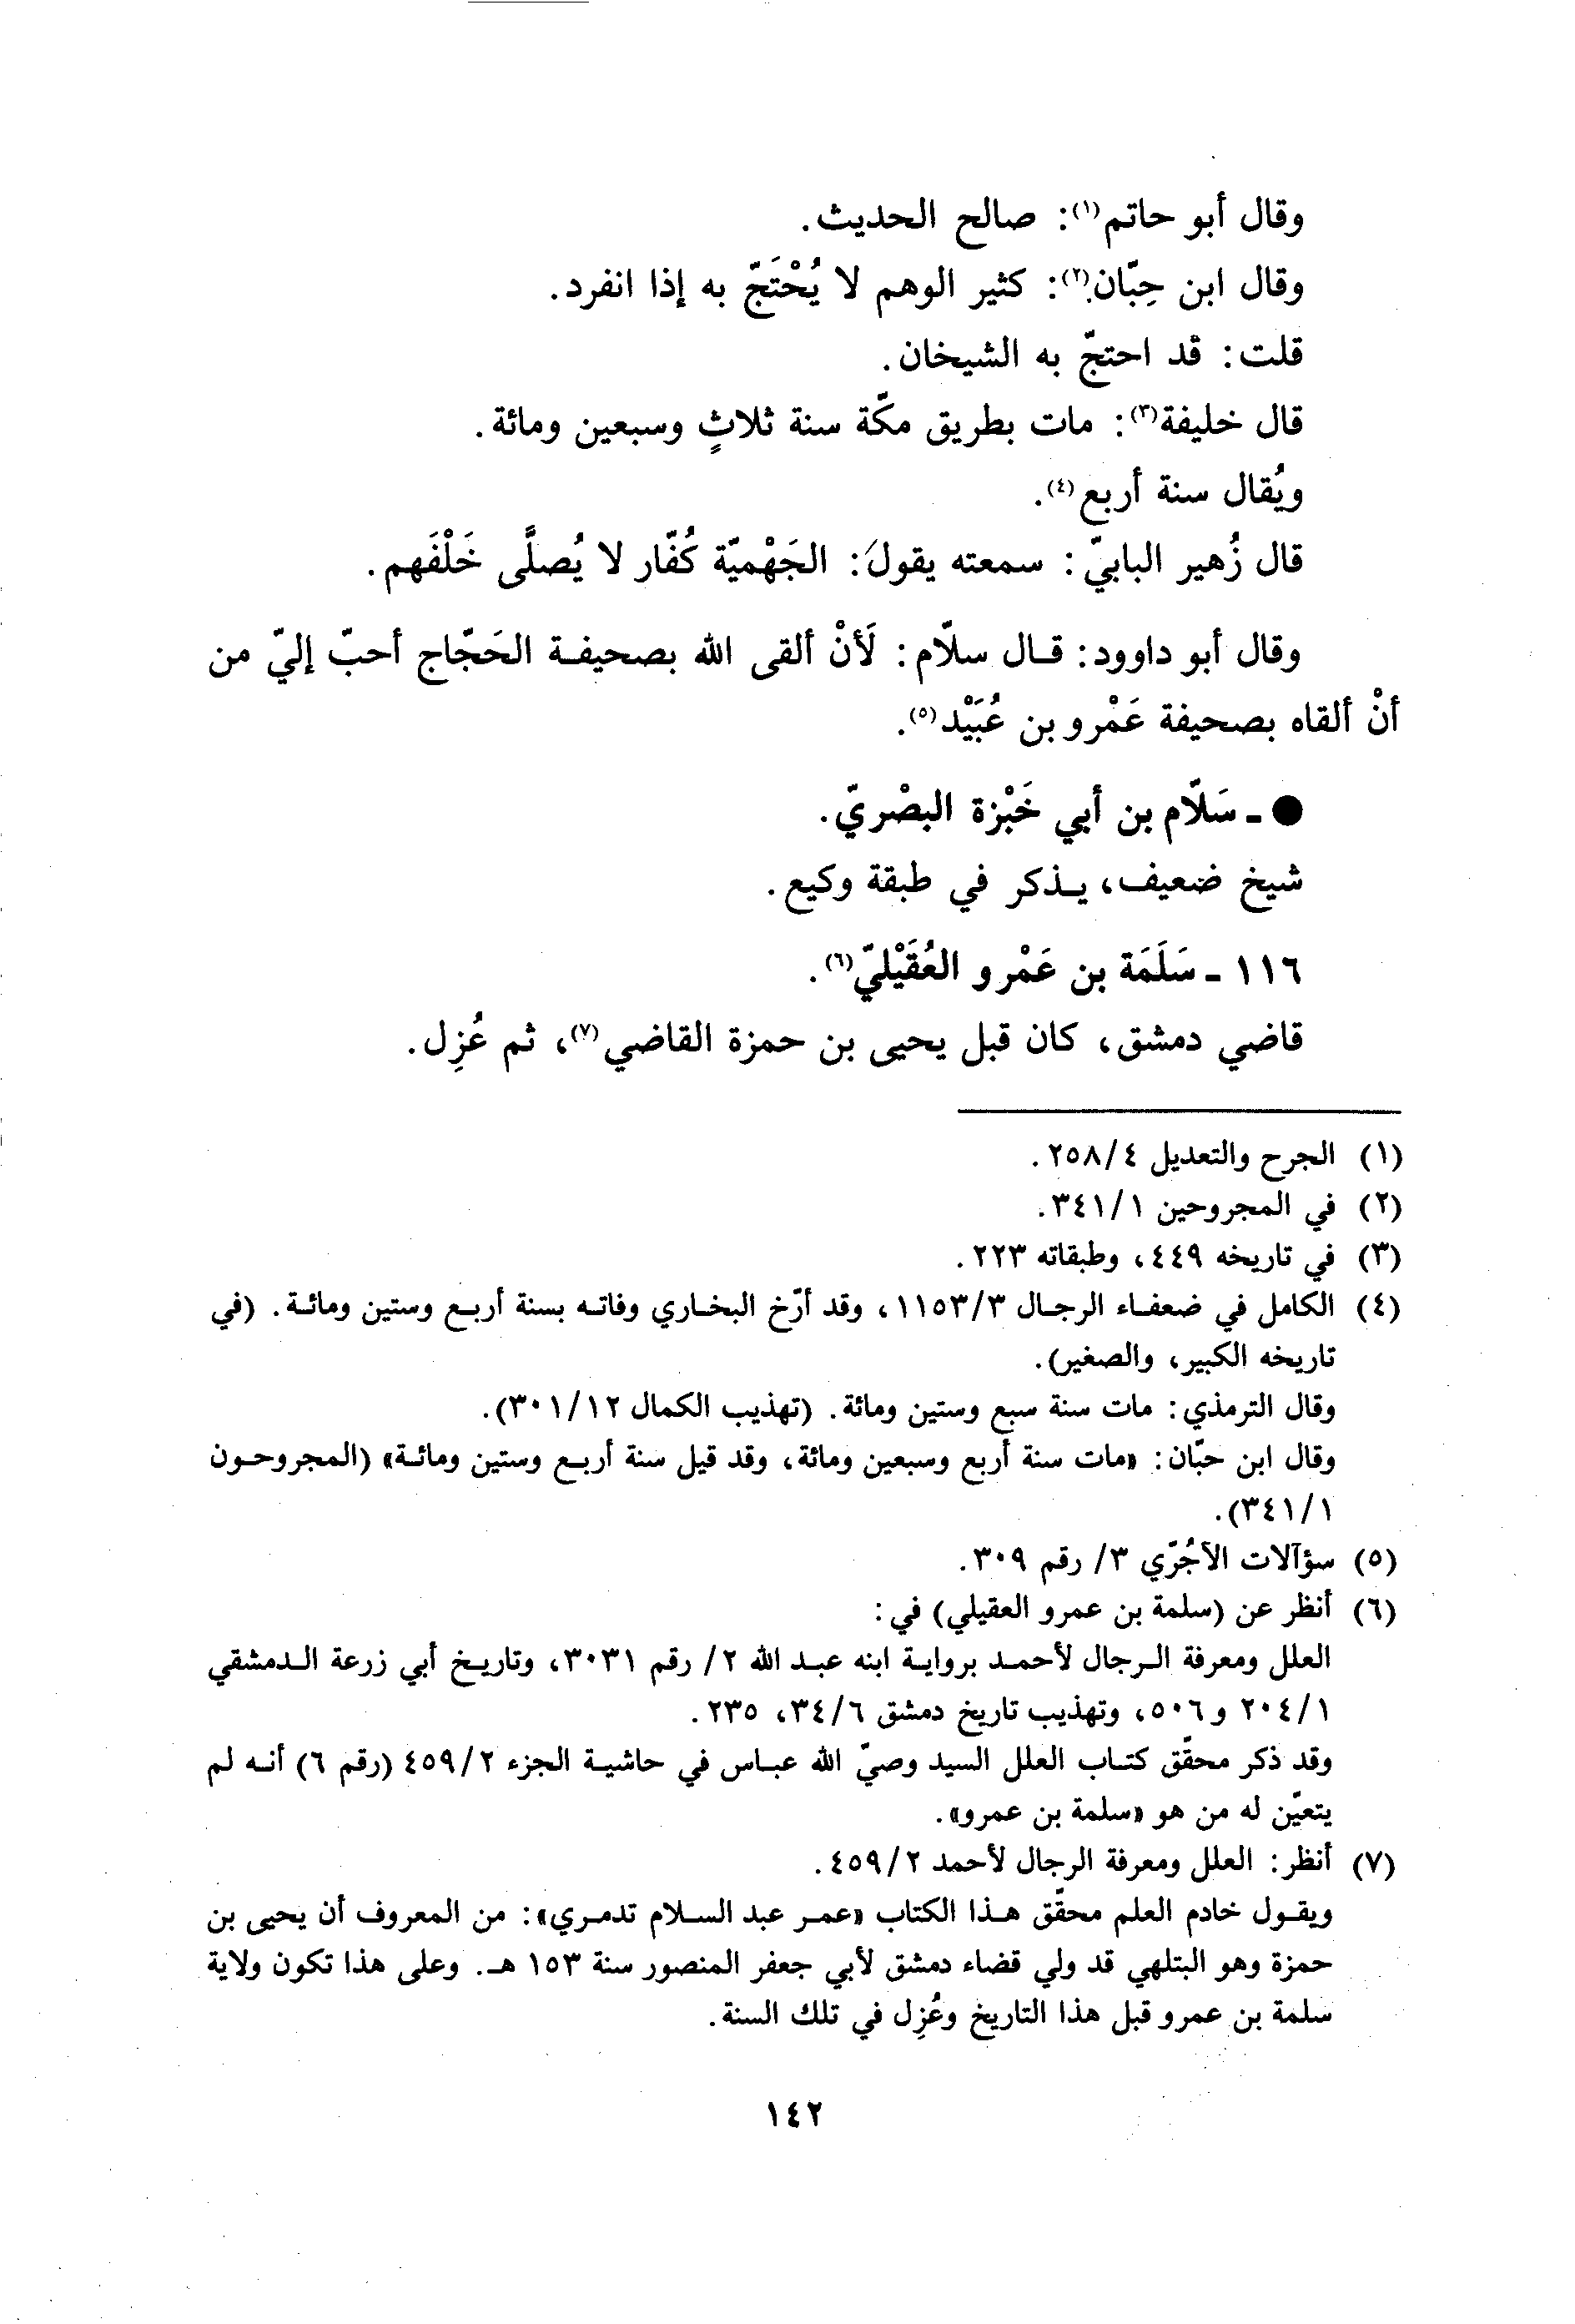 وقال أبو حاتم(١): صالح الحديث.
وقال ابن حِبّان(٢): كثير الوهم لا يُحْتَجّ به إذا انفرد.
قلت: قد احتجّ به الشيخان.
قال خليفة(٣): مات بطريق مكّة سنة ثلاثٍ وسبعين ومائة.
ويُقال سنة أربع(٤).
قال زُهير البابيّ: سمعته يقول: الجَهْميّة كُفّار لا يُصلَّى خَلْفَهم.
وقال أبو داوود: قال سلّام: لَأنْ ألقى الله بصحيفة الحَجّاج أحبّ إليّ من
أنْ ألقاه بصحيفة عَمْرو بن عُبَيْد(٥).
● ـ سَلّام بن أبي خَبْزة البصْريّ.
شيخ ضعيف، يذكر في طبقة وكيع.
١١٦ ـ سَلَمَة بن عَمْرو العُقَيْليّ(٦).
قاضي دمشق، كان قبل يحيى بن حمزة القاضي(٧)، ثم عُزِل.
(١) الجرح والتعديل ٢٥٨/٤.
(٢) في المجروحين ٣٤١/١.
(٣) في تاريخه ٤٤٩، وطبقاته ٢٢٣.
(٤) الكامل في ضعفاء الرجال ١١٥٣/٣، وقد أرّخ البخاري وفاته بسنة أربع وستين ومائة. (في
تاريخه الكبير، والصغير).
وقال الترمذي: مات سنة سبع وستين ومائة. (تهذيب الكمال ٣٠١/١٢).
وقال ابن حبّان: «مات سنة أربع وسبعين ومائة، وقد قيل سنة أربع وستين ومائة» (المجروحون
٣٤١/١).
(٥) سؤآلات الآجُرّي ٣/ رقم ٣٠٩.
(٦) أنظر عن (سلمة بن عمرو العقيلي) في:
العلل ومعرفة الرجال لأحمد برواية ابنه عبد الله ٢/ رقم ٣٠٣١، وتاريخ أبي زرعة الدمشقي
٢٠٤/١ و٥٠٦، وتهذيب تاريخ دمشق ٣٤/٦، ٢٣٥.
وقد ذكر محقّق كتاب العلل السيد وصيّ الله عباس في حاشية الجزء ٤٥٩/٢ (رقم ٦) أنه لم
يتعيّن له من هو «سلمة بن عمرو».
(٧) أنظر: العلل ومعرفة الرجال لأحمد ٤٥٩/٢.
ويقول خادم العلم محقّق هذا الكتاب «عمر عبد السلام تدمري»: من المعروف أن يحيى بن
حمزة وهو البتلهي قد ولي قضاء دمشق لأبي جعفر المنصور سنة ١٥٣ هـ. وعلى هذا تكون ولاية
سلمة بن عمرو قبل هذا التاريخ وعُزِل في تلك السنة.
١٤٢